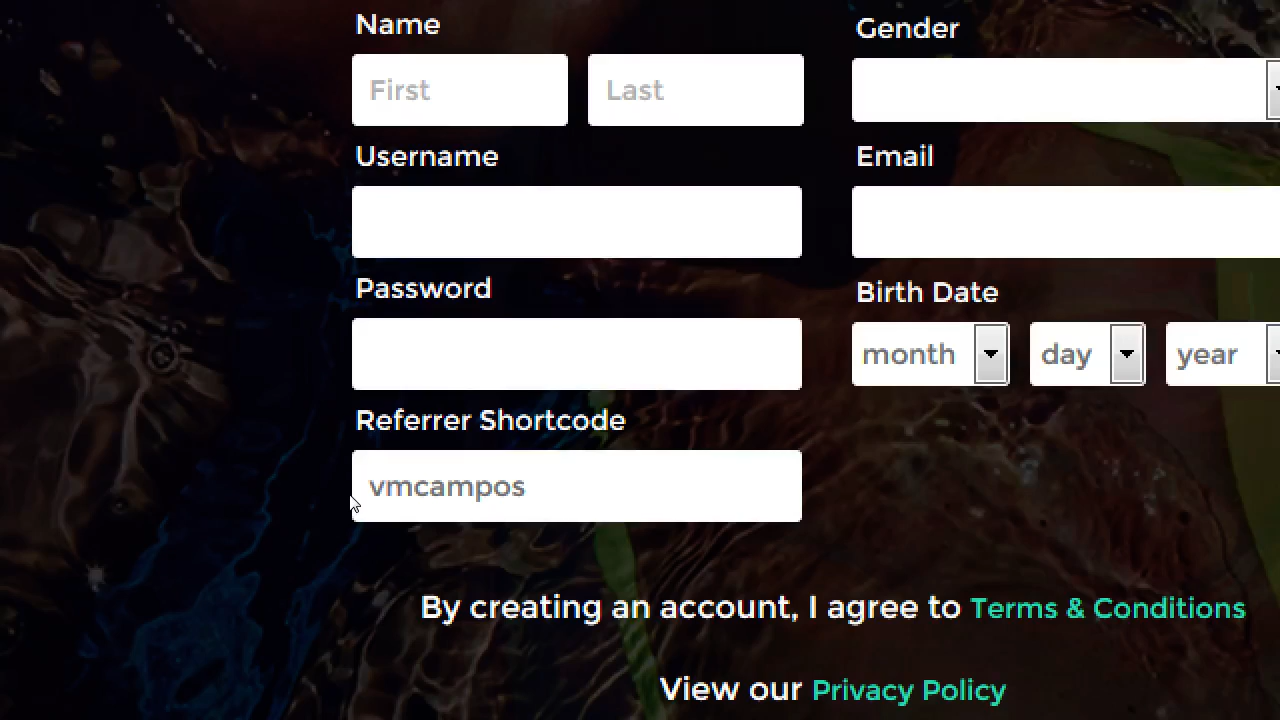 Name
Gender
First
Last
Username
Email
Password
Birth Date
month
day
year
Referrer Shortcode
vmcampos
By creating an account, I agree to Terms & Conditions
View our Privacy Policy